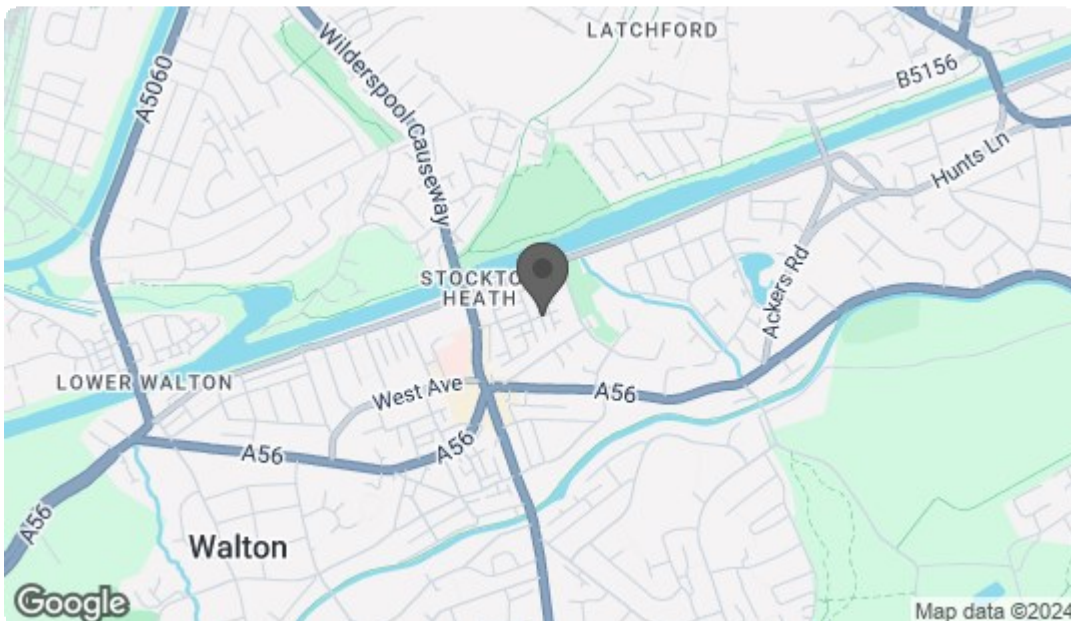 LATCHFORD
Wilderspool Causeway
A5060
B5156
Hunts Ln
STOCKTO
HEATH
Ackers Rd
LOWER WALTON
West Ave
A56
A56
A56
A56
Walton
Google
Map data ©2024